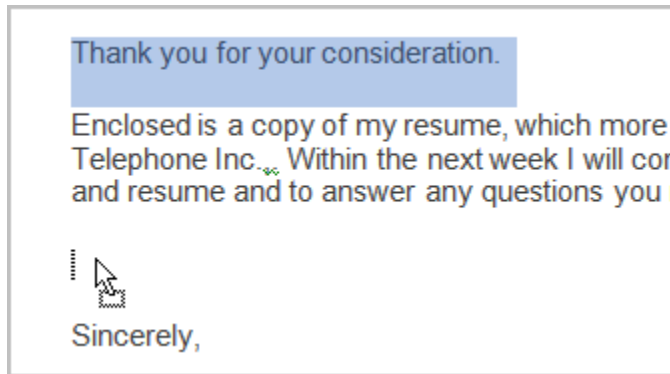 Thank you for your consideration.
Enclosed is a copy of my resume, which more
Telephone Inc.. Within the next week I will
and resume and to answer any questions you
Sincerely,